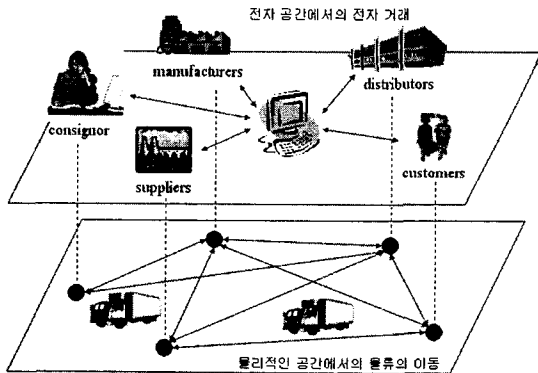 전자 공간에서의 전자 거래
manufacturers
distributors
consignor
suppliers
customers
물리적인 공간에서의 물류의 이동